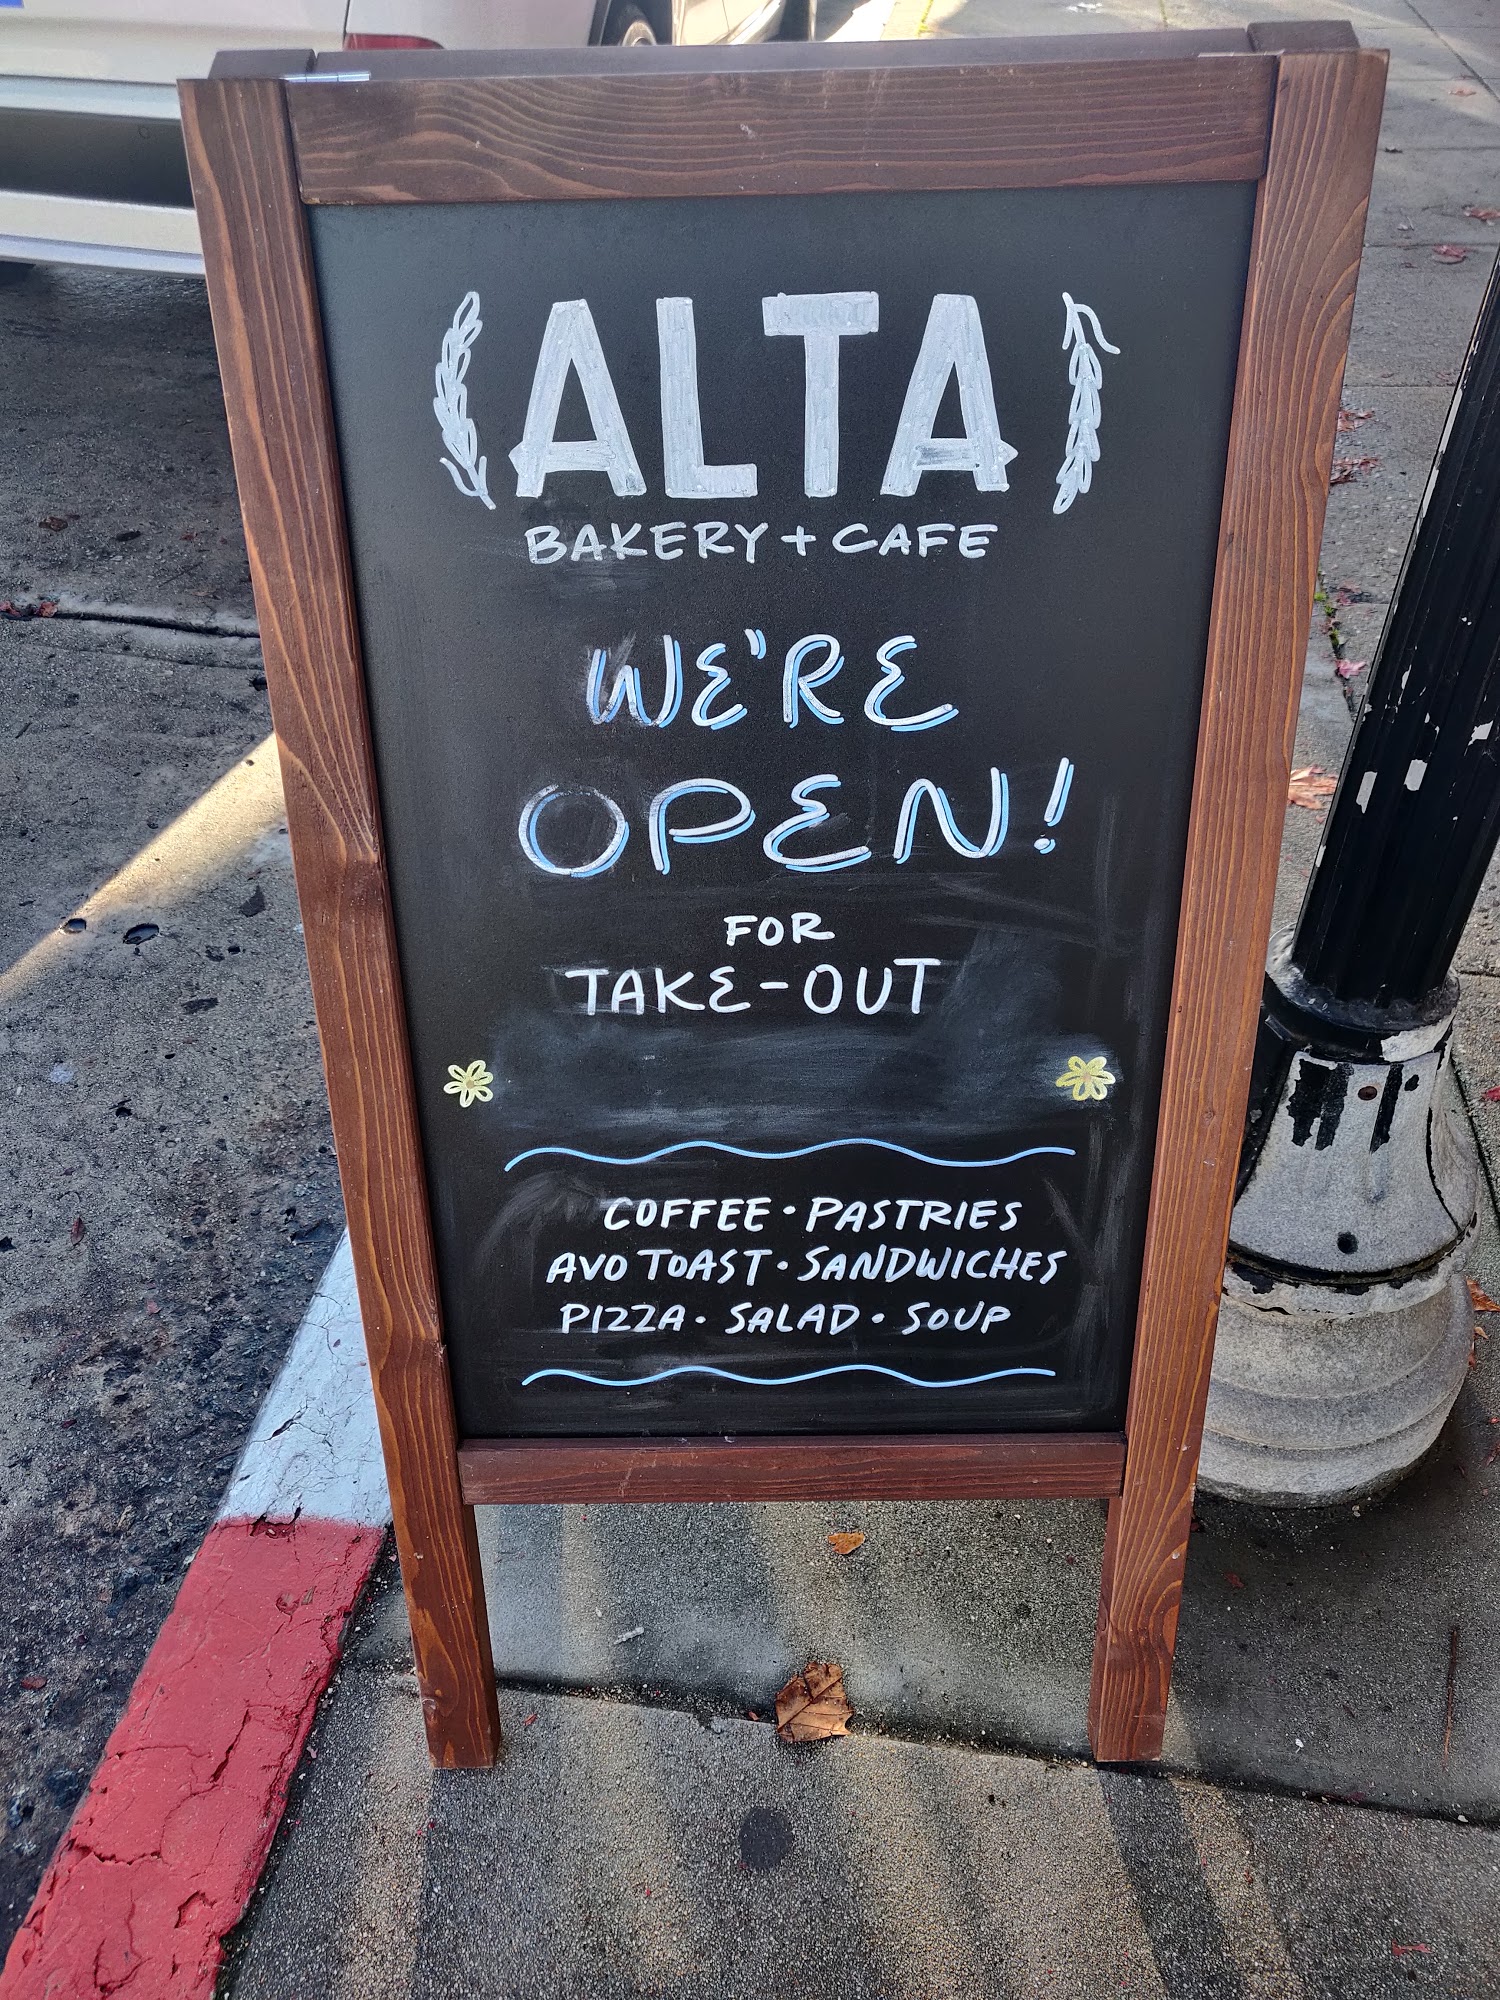 ALTA
BAKERY + CAFE
WE'RE
OPEN!
FOR
TAKE-OUT
COFFEE • PASTRIES
AVO TOAST • SANDWICHES
PIZZA • SALAD • SOUP